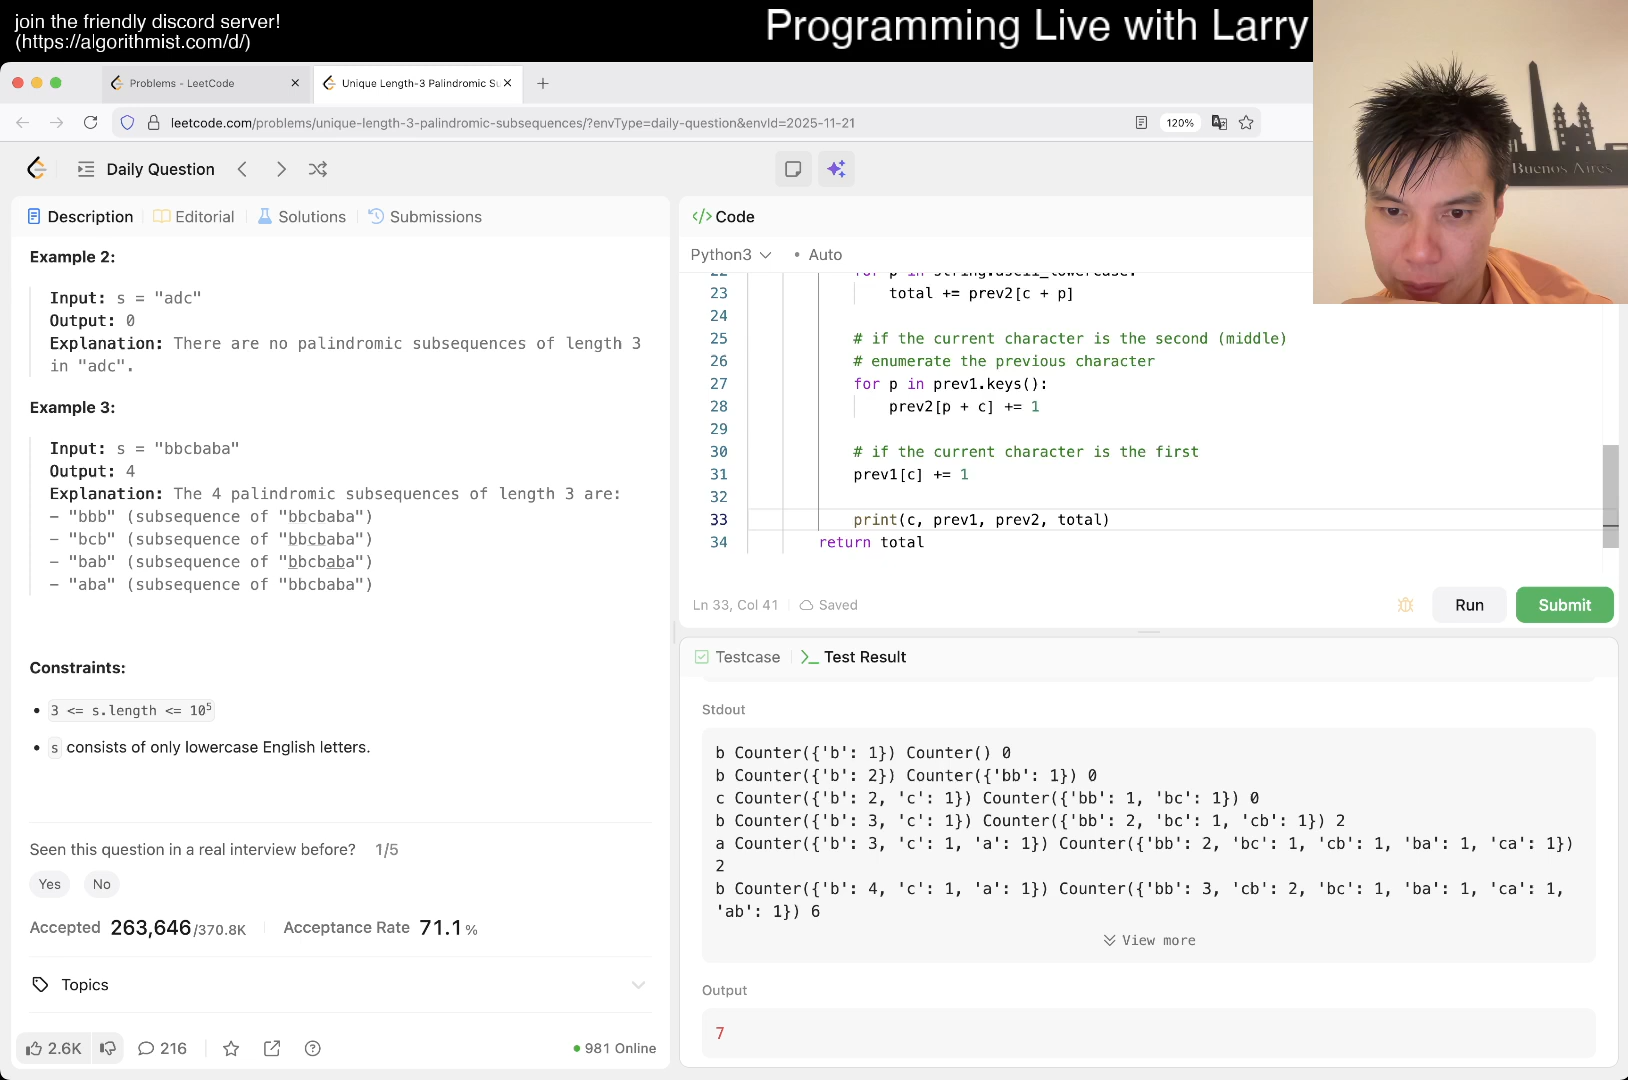 join the friendly discord server!
(https://algorithmist.com/d/)
Programming Live with Larry
Problems - LeetCode
Unique Length-3 Palindromic Su
leetcode.com/problems/unique-length-3-palindromic-subsequences/?envType=daily-question&envId=2025-11-21
120%
Buenos Aires
Daily Question
Description
Editorial
Solutions
Submissions
Example 2:
Input: s = "adc"
Output: 0
Explanation: There are no palindromic subsequences of length 3
in "adc".
Example 3:
Input: s = "bbcbaba"
Output: 4
Explanation: The 4 palindromic subsequences of length 3 are:
- "bbb" (subsequence of "bbcbaba")
- "bcb" (subsequence of "bbcbaba")
- "bab" (subsequence of "bbcbaba")
- "aba" (subsequence of "bbcbaba")
Constraints:
• 3 <= s.length <= 10⁵
• s consists of only lowercase English letters.
Seen this question in a real interview before? 1/5
Yes No
Accepted 263,646/370.8K Acceptance Rate 71.1 %
Topics
2.6K 216
981 Online
</> Code
Python3 • Auto
22 for p in string.ascii_lowercase:
23 total += prev2[c + p]
24
25 # if the current character is the second (middle)
26 # enumerate the previous character
27 for p in prev1.keys():
28 prev2[p + c] += 1
29
30 # if the current character is the first
31 prev1[c] += 1
32
33 print(c, prev1, prev2, total)
34 return total
Ln 33, Col 41 Saved
Run
Submit
Testcase
Test Result
Stdout
b Counter({'b': 1}) Counter() 0
b Counter({'b': 2}) Counter({'bb': 1}) 0
c Counter({'b': 2, 'c': 1}) Counter({'bb': 1, 'bc': 1}) 0
b Counter({'b': 3, 'c': 1}) Counter({'bb': 2, 'bc': 1, 'cb': 1}) 2
a Counter({'b': 3, 'c': 1, 'a': 1}) Counter({'bb': 2, 'bc': 1, 'cb': 1, 'ba': 1, 'ca': 1})
2
b Counter({'b': 4, 'c': 1, 'a': 1}) Counter({'bb': 3, 'cb': 2, 'bc': 1, 'ba': 1, 'ca': 1,
'ab': 1}) 6
View more
Output
7